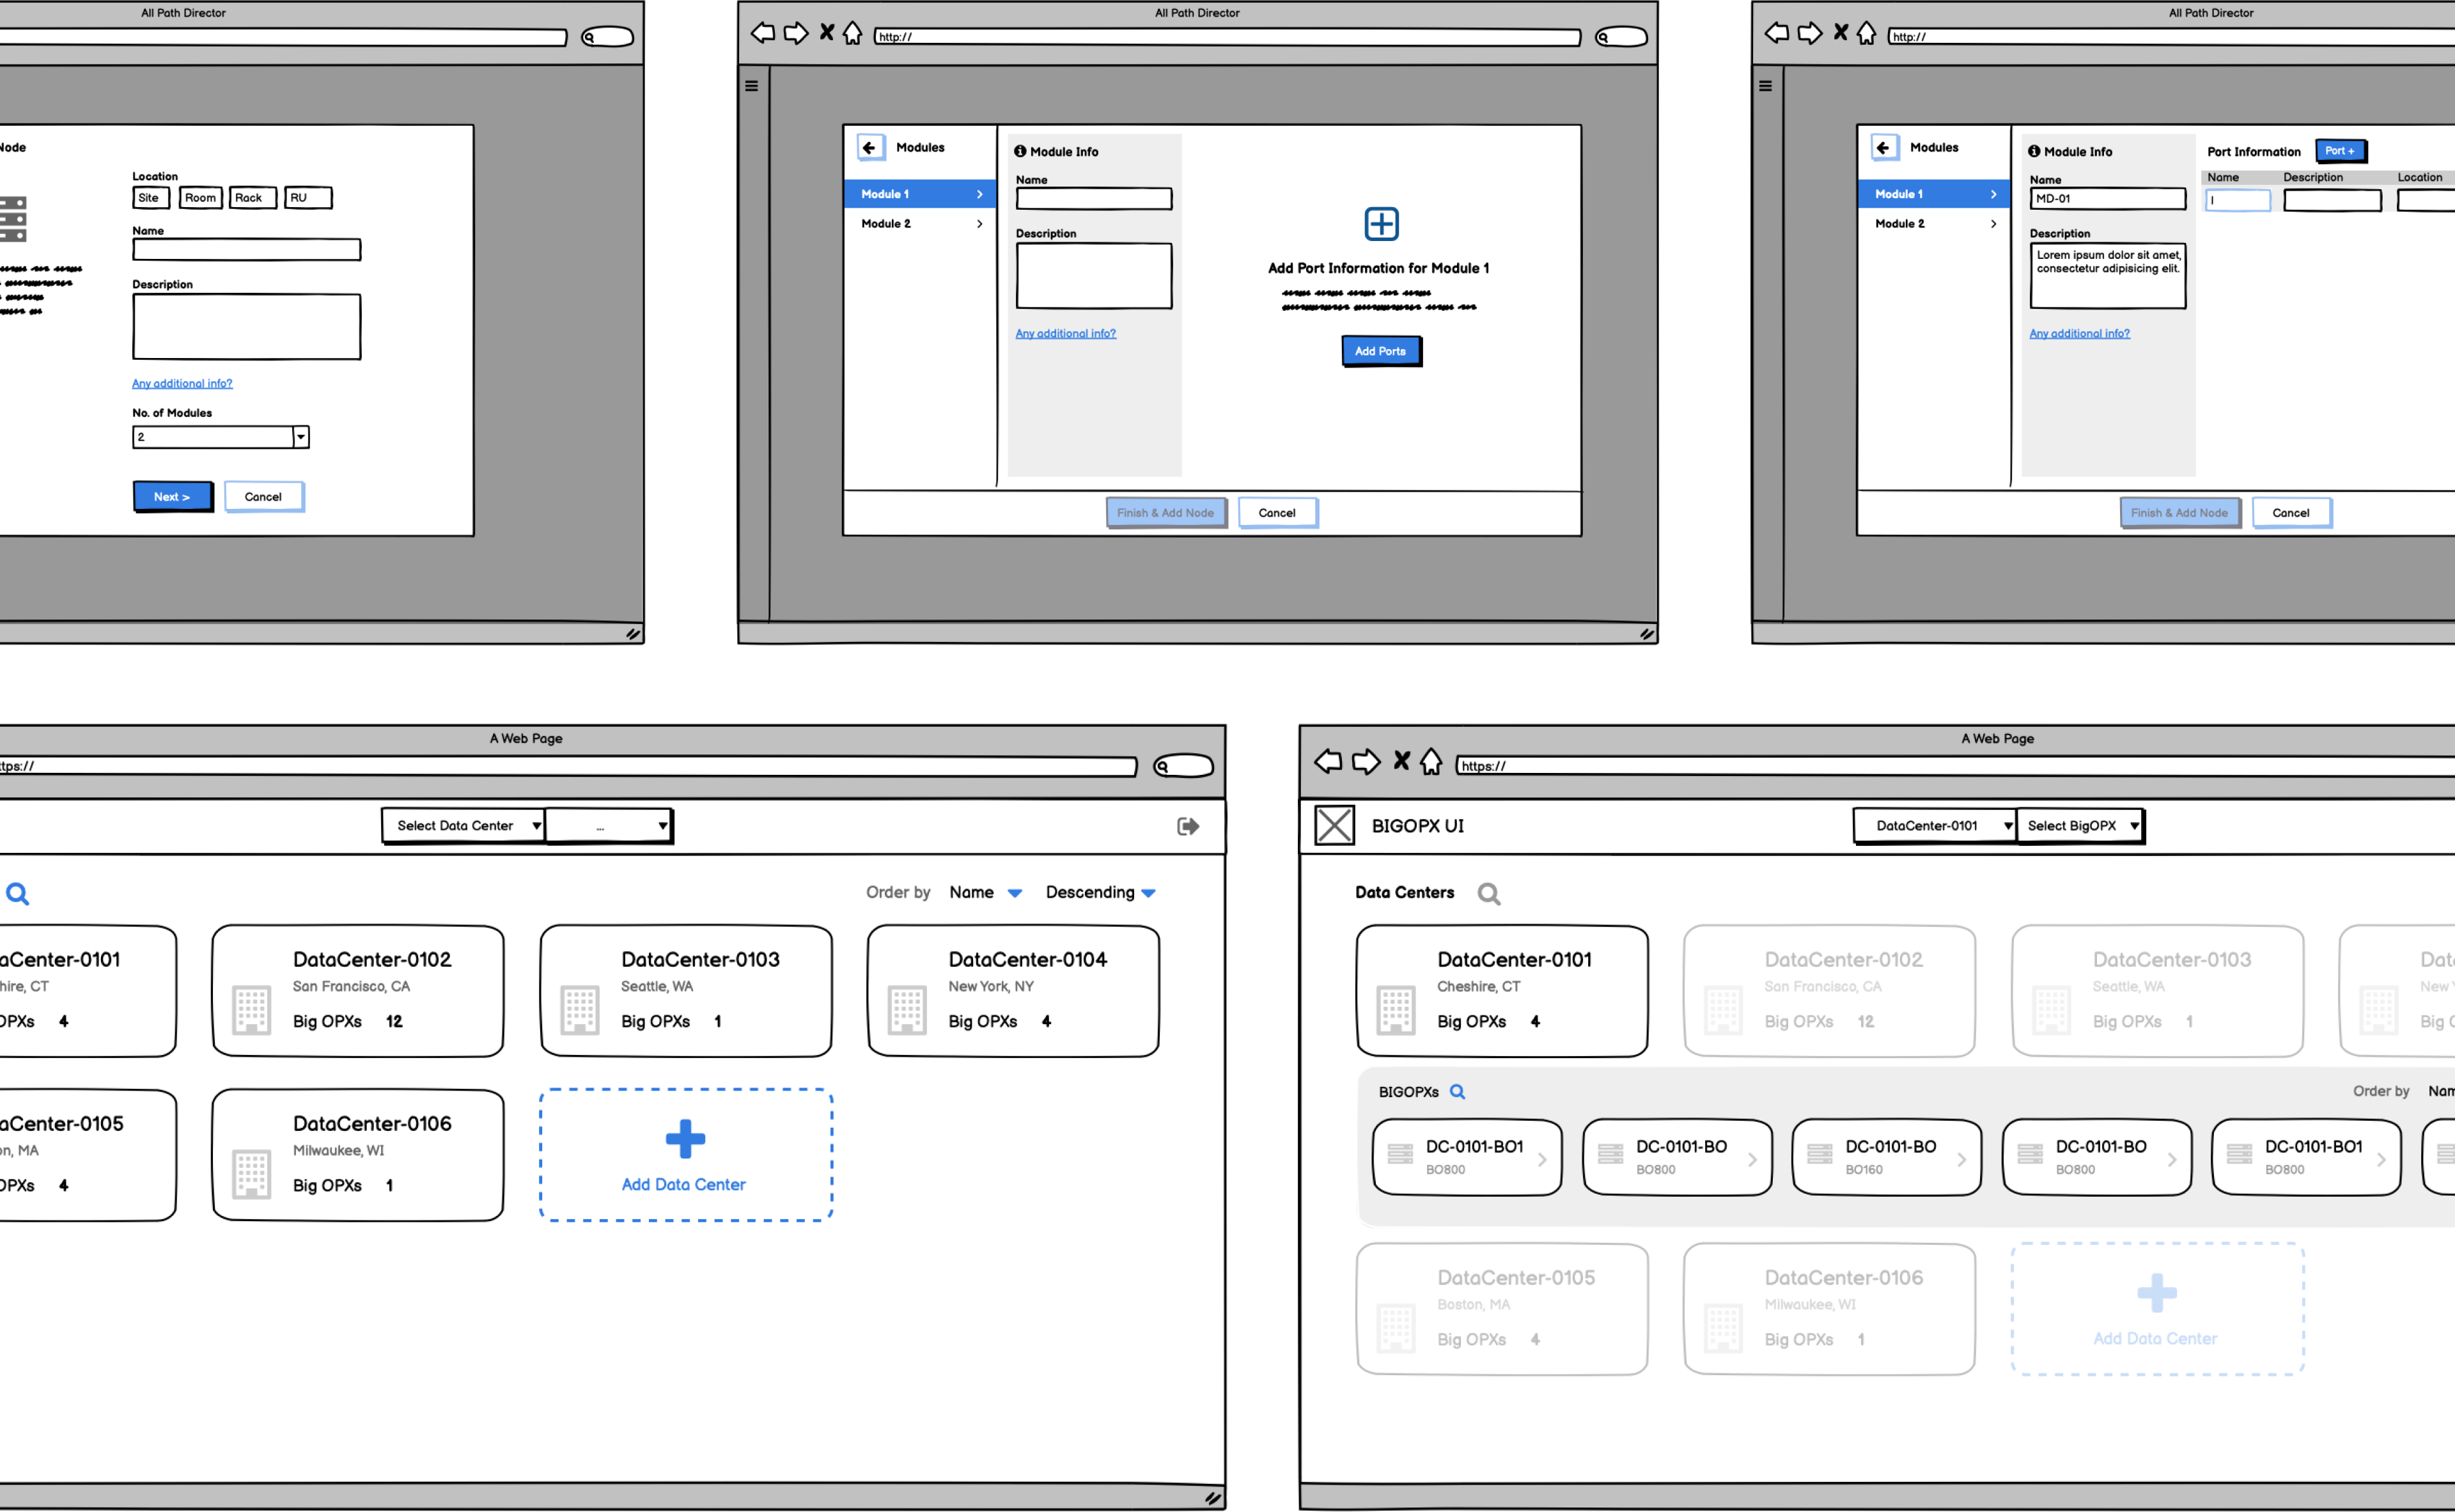 All Path Director
Node
Location
Site Room Rack RU
Name
Description
Any additional info?
No. of Modules
2
Next > Cancel
All Path Director
http://
Modules
Module 1
Module 2
Module Info
Name
Description
Any additional info?
Add Port Information for Module 1
Add Ports
Finish & Add Node Cancel
All Path Director
http://
Modules
Module 1
Module 2
Module Info
Name
MD-01
Description
Lorem ipsum dolor sit amet,
consectetur adipisicing elit.
Any additional info?
Port Information Port +
Name Description Location
Finish & Add Node Cancel
A Web Page
ttps://
Select Data Center ...
Order by Name Descending
aCenter-0101
hire, CT
OPXs 4
DataCenter-0102
San Francisco, CA
Big OPXs 12
DataCenter-0103
Seattle, WA
Big OPXs 1
DataCenter-0104
New York, NY
Big OPXs 4
aCenter-0105
on, MA
OPXs 4
DataCenter-0106
Milwaukee, WI
Big OPXs 1
Add Data Center
A Web Page
https://
BIGOPX UI
DataCenter-0101 Select BigOPX
Data Centers
DataCenter-0101
Cheshire, CT
Big OPXs 4
DataCenter-0102
San Francisco, CA
Big OPXs 12
DataCenter-0103
Seattle, WA
Big OPXs 1
Dat
New
Big
BIGOPXs
Order by Nam
DC-0101-BO1
BO800
DC-0101-BO
BO800
DC-0101-BO
BO160
DC-0101-BO
BO800
DC-0101-BO1
BO800
DataCenter-0105
Boston, MA
Big OPXs 4
DataCenter-0106
Milwaukee, WI
Big OPXs 1
Add Data Center